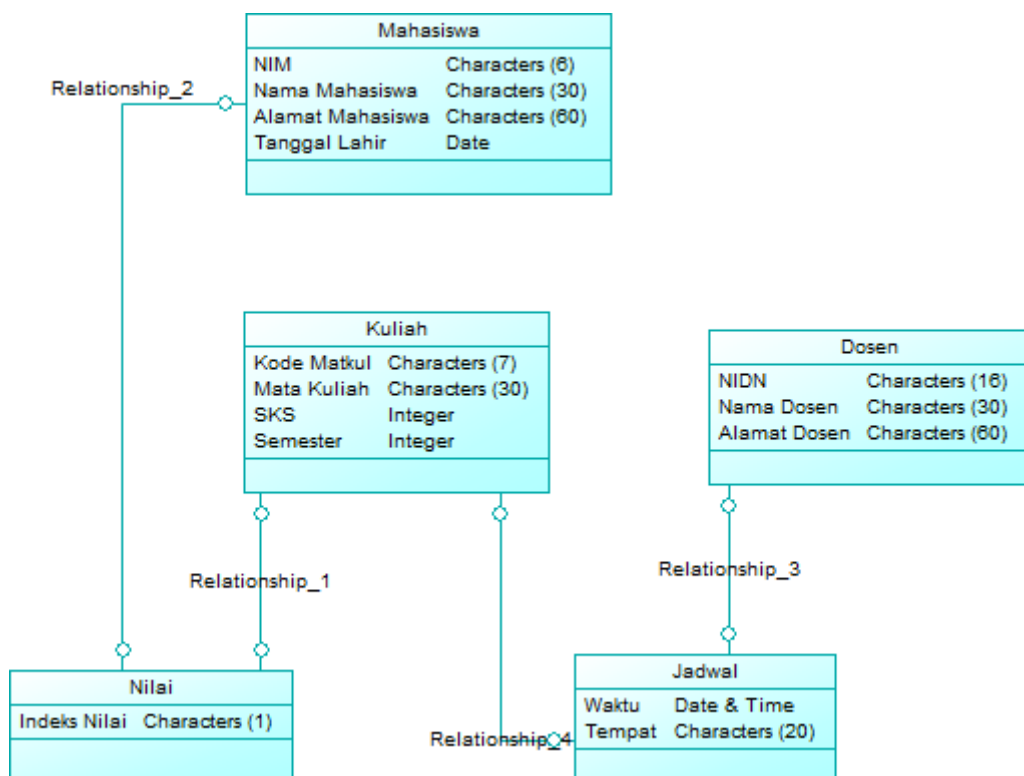 Mahasiswa
NIM Characters (6)
Nama Mahasiswa Characters (30)
Alamat Mahasiswa Characters (60)
Tanggal Lahir Date
Relationship_2
Kuliah
Kode Matkul Characters (7)
Mata Kuliah Characters (30)
SKS Integer
Semester Integer
Dosen
NIDN Characters (16)
Nama Dosen Characters (30)
Alamat Dosen Characters (60)
Relationship_1
Relationship_3
Nilai
Indeks Nilai Characters (1)
Jadwal
Waktu Date & Time
Tempat Characters (20)
Relationship_4